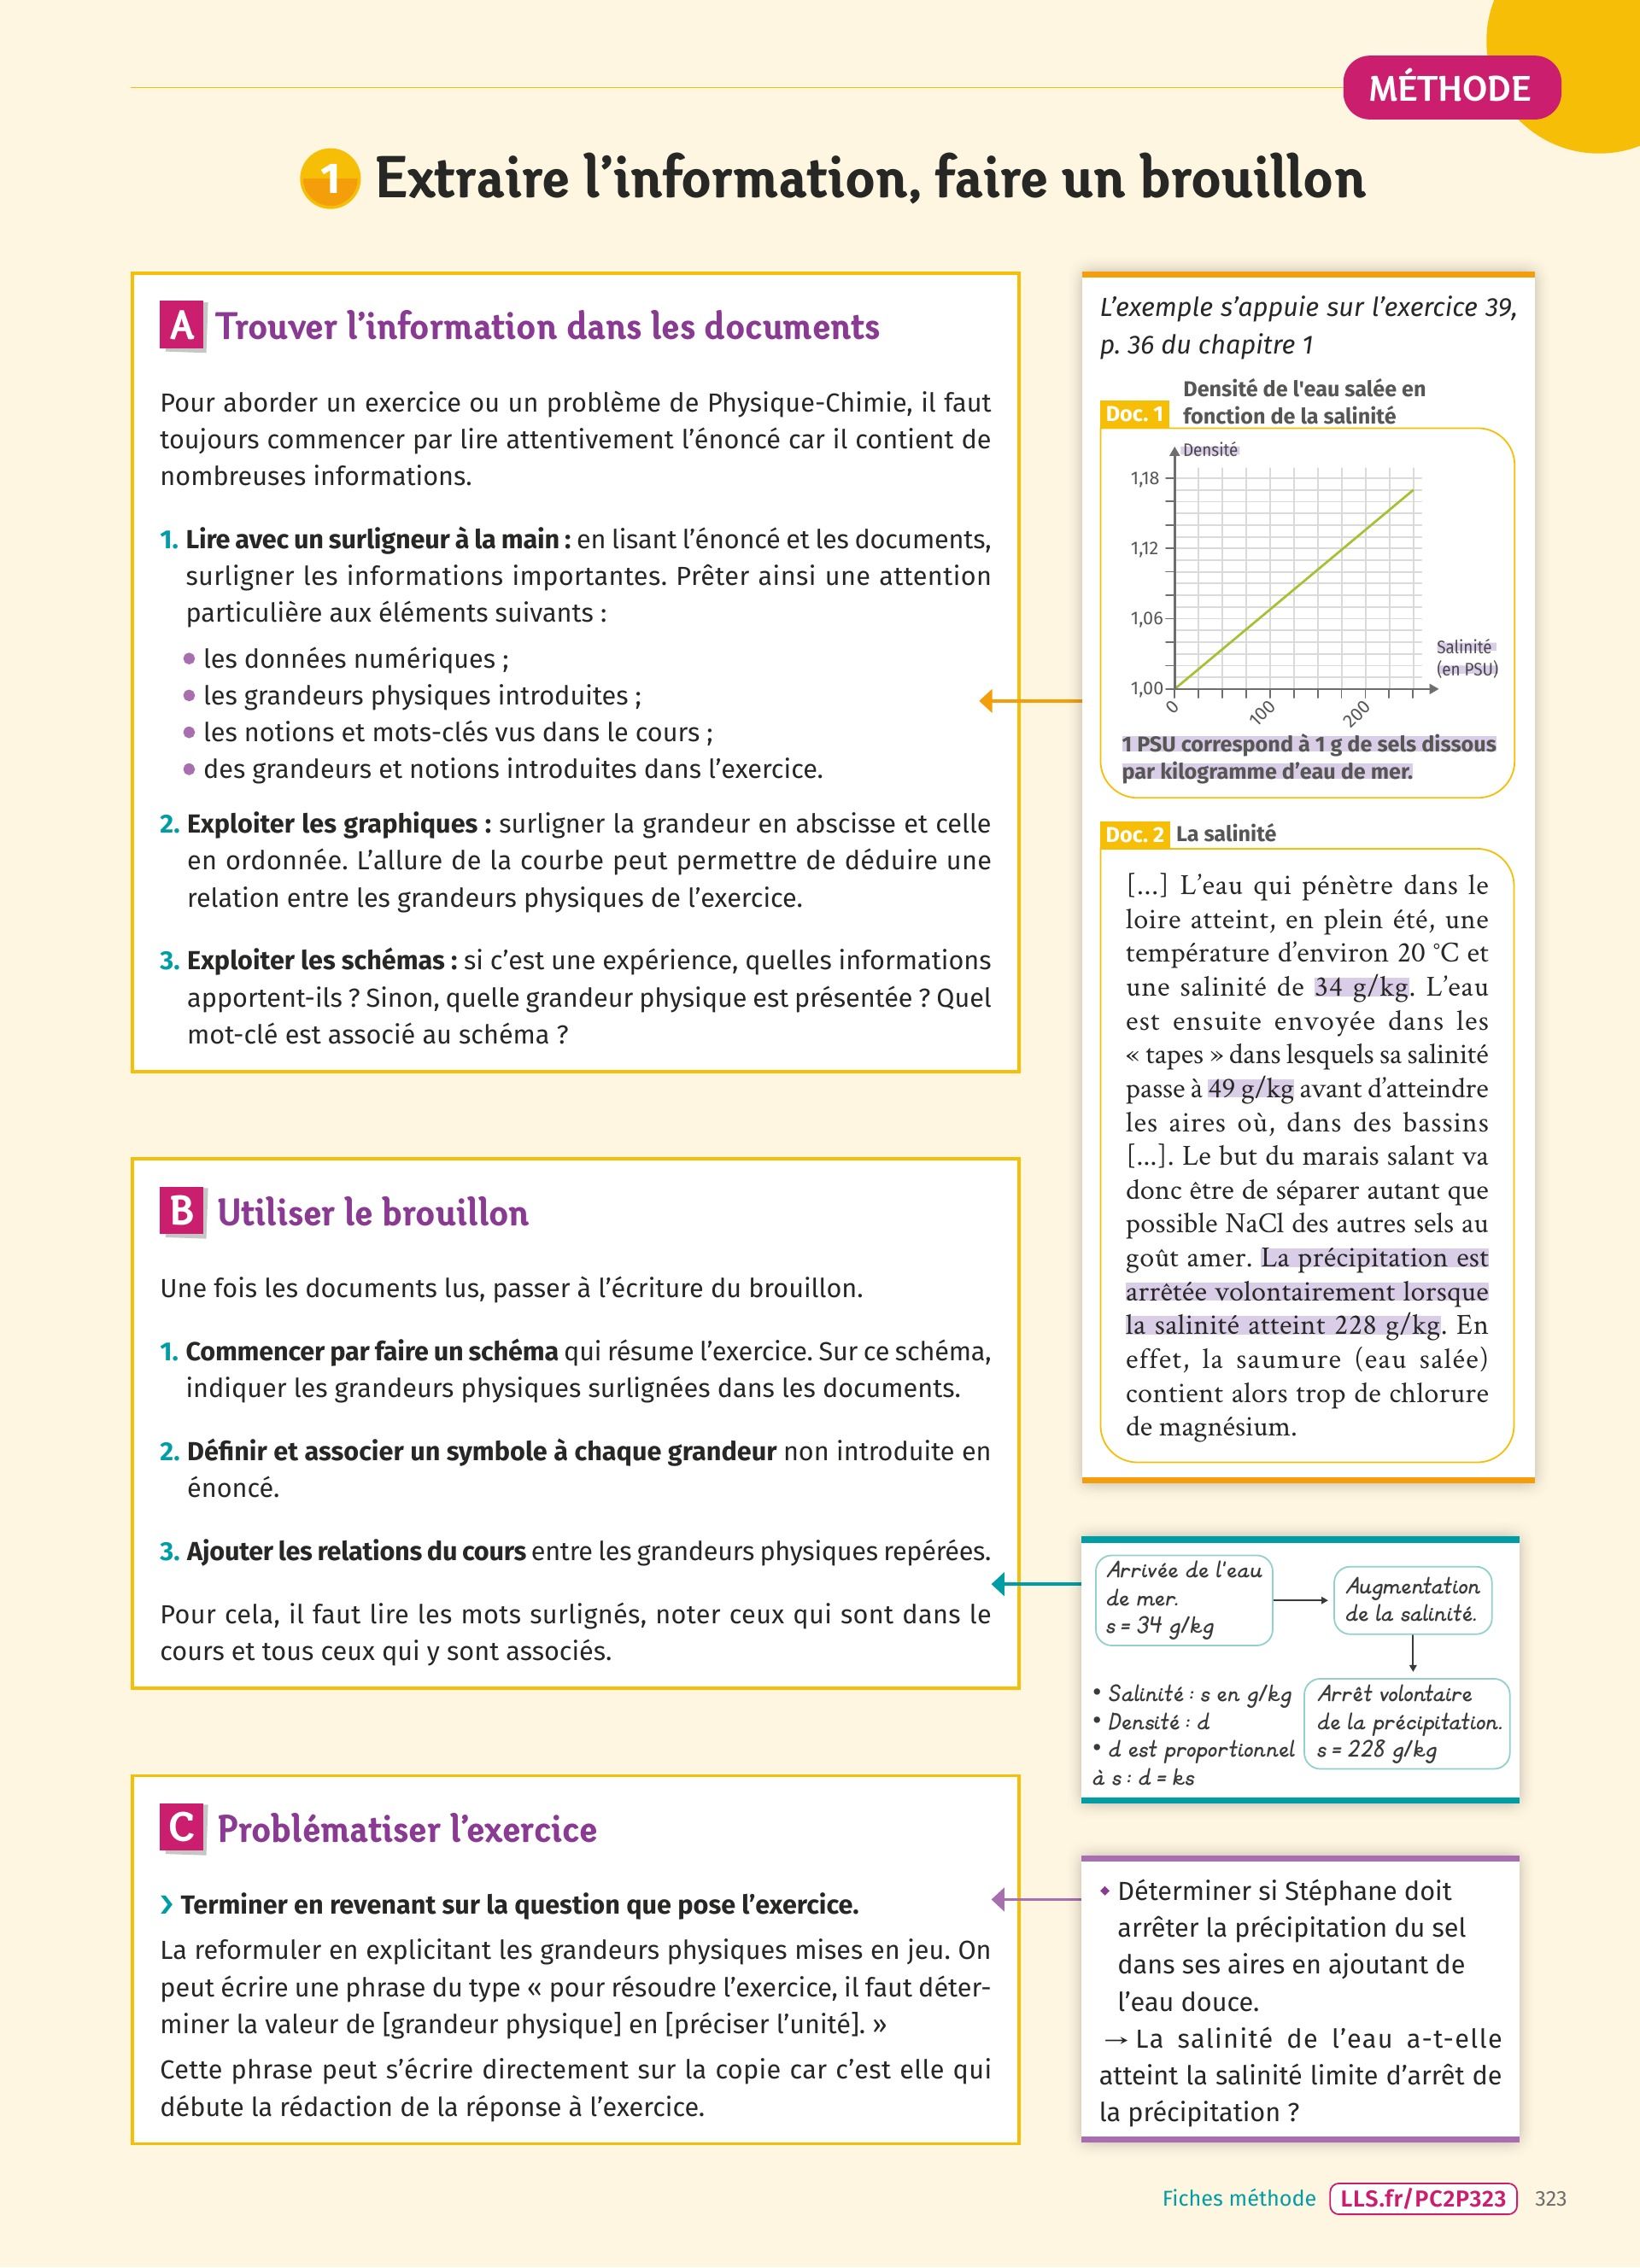 MÉTHODE
1 Extraire l’information, faire un brouillon
A Trouver l’information dans les documents
Pour aborder un exercice ou un problème de Physique-Chimie, il faut
toujours commencer par lire attentivement l’énoncé car il contient de
nombreuses informations.
1. Lire avec un surligneur à la main : en lisant l’énoncé et les documents,
surligner les informations importantes. Prêter ainsi une attention
particulière aux éléments suivants :
• les données numériques ;
• les grandeurs physiques introduites ;
• les notions et mots-clés vus dans le cours ;
• des grandeurs et notions introduites dans l’exercice.
2. Exploiter les graphiques : surligner la grandeur en abscisse et celle
en ordonnée. L’allure de la courbe peut permettre de déduire une
relation entre les grandeurs physiques de l’exercice.
3. Exploiter les schémas : si c’est une expérience, quelles informations
apportent-ils ? Sinon, quelle grandeur physique est présentée ? Quel
mot-clé est associé au schéma ?
L’exemple s’appuie sur l’exercice 39,
p. 36 du chapitre 1
Doc. 1
Densité de l'eau salée en
fonction de la salinité
Densité
1,18
1,12
1,06
1,00
0
100
200
Salinité
(en PSU)
1 PSU correspond à 1 g de sels dissous
par kilogramme d’eau de mer.
Doc. 2 La salinité
[...] L’eau qui pénètre dans le
loire atteint, en plein été, une
température d’environ 20 °C et
une salinité de 34 g/kg. L’eau
est ensuite envoyée dans les
« tapes » dans lesquels sa salinité
passe à 49 g/kg avant d’atteindre
les aires où, dans des bassins
[...]. Le but du marais salant va
donc être de séparer autant que
possible NaCl des autres sels au
goût amer. La précipitation est
arrêtée volontairement lorsque
la salinité atteint 228 g/kg. En
effet, la saumure (eau salée)
contient alors trop de chlorure
de magnésium.
B Utiliser le brouillon
Une fois les documents lus, passer à l’écriture du brouillon.
1. Commencer par faire un schéma qui résume l’exercice. Sur ce schéma,
indiquer les grandeurs physiques surlignées dans les documents.
2. Définir et associer un symbole à chaque grandeur non introduite en
énoncé.
3. Ajouter les relations du cours entre les grandeurs physiques repérées.
Pour cela, il faut lire les mots surlignés, noter ceux qui sont dans le
cours et tous ceux qui y sont associés.
Arrivée de l'eau
de mer.
s = 34 g/kg
Augmentation
de la salinité.
Arrêt volontaire
de la précipitation.
s = 228 g/kg
• Salinité : s en g/kg
• Densité : d
• d est proportionnel
à s : d = ks
C Problématiser l’exercice
› Terminer en revenant sur la question que pose l’exercice.
La reformuler en explicitant les grandeurs physiques mises en jeu. On
peut écrire une phrase du type « pour résoudre l’exercice, il faut déter-
miner la valeur de [grandeur physique] en [préciser l’unité]. »
Cette phrase peut s’écrire directement sur la copie car c’est elle qui
débute la rédaction de la réponse à l’exercice.
◆ Déterminer si Stéphane doit
arrêter la précipitation du sel
dans ses aires en ajoutant de
l’eau douce.
→ La salinité de l’eau a-t-elle
atteint la salinité limite d’arrêt de
la précipitation ?
Fiches méthode LLS.fr/PC2P323 323